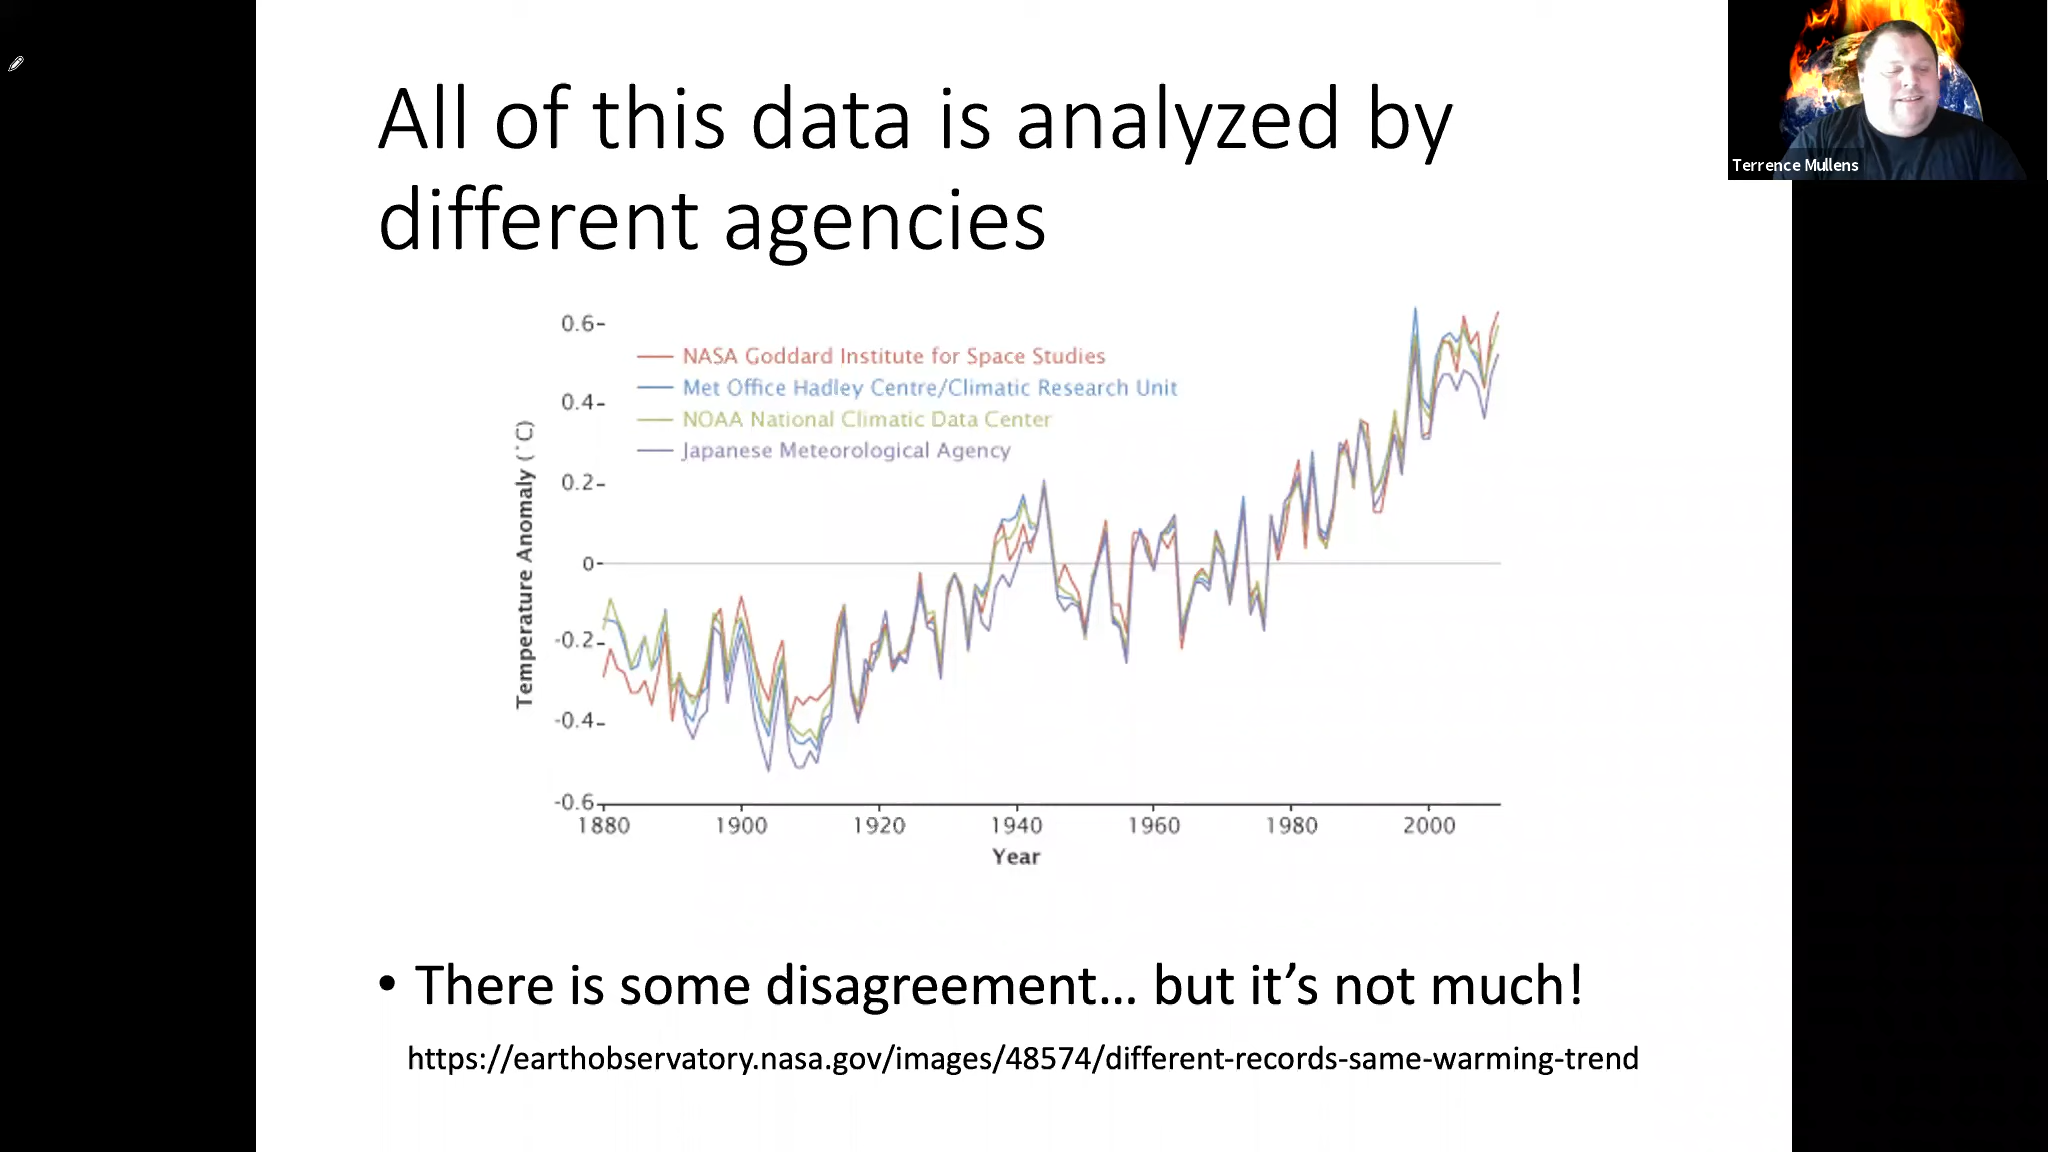 All of this data is analyzed by
different agencies
Terrence Mullens
0.6
NASA Goddard Institute for Space Studies
Met Office Hadley Centre/Climatic Research Unit
0.4
NOAA National Climatic Data Center
Japanese Meteorological Agency
0.2
0
-0.2
-0.4
-0.6
Temperature Anomaly (˚C)
1880 1900 1920 1940 1960 1980 2000
Year
• There is some disagreement... but it’s not much!
https://earthobservatory.nasa.gov/images/48574/different-records-same-warming-trend